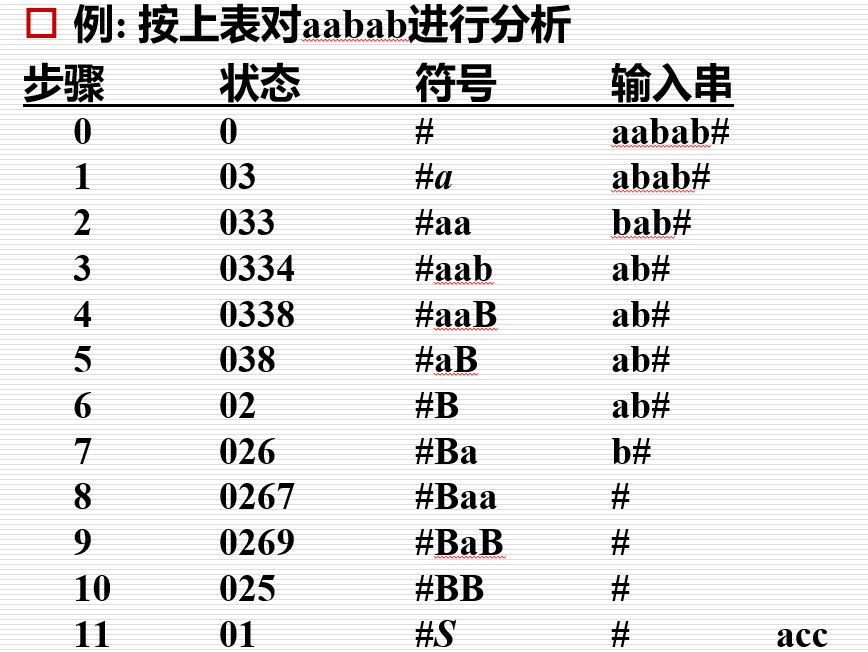 例: 按上表对aabab进行分析
步骤 状态 符号 输入串
0 0 # aabab#
1 03 #a abab#
2 033 #aa bab#
3 0334 #aab ab#
4 0338 #aaB ab#
5 038 #aB ab#
6 02 #B ab#
7 026 #Ba b#
8 0267 #Baa #
9 0269 #BaB #
10 025 #BB #
11 01 #S # acc